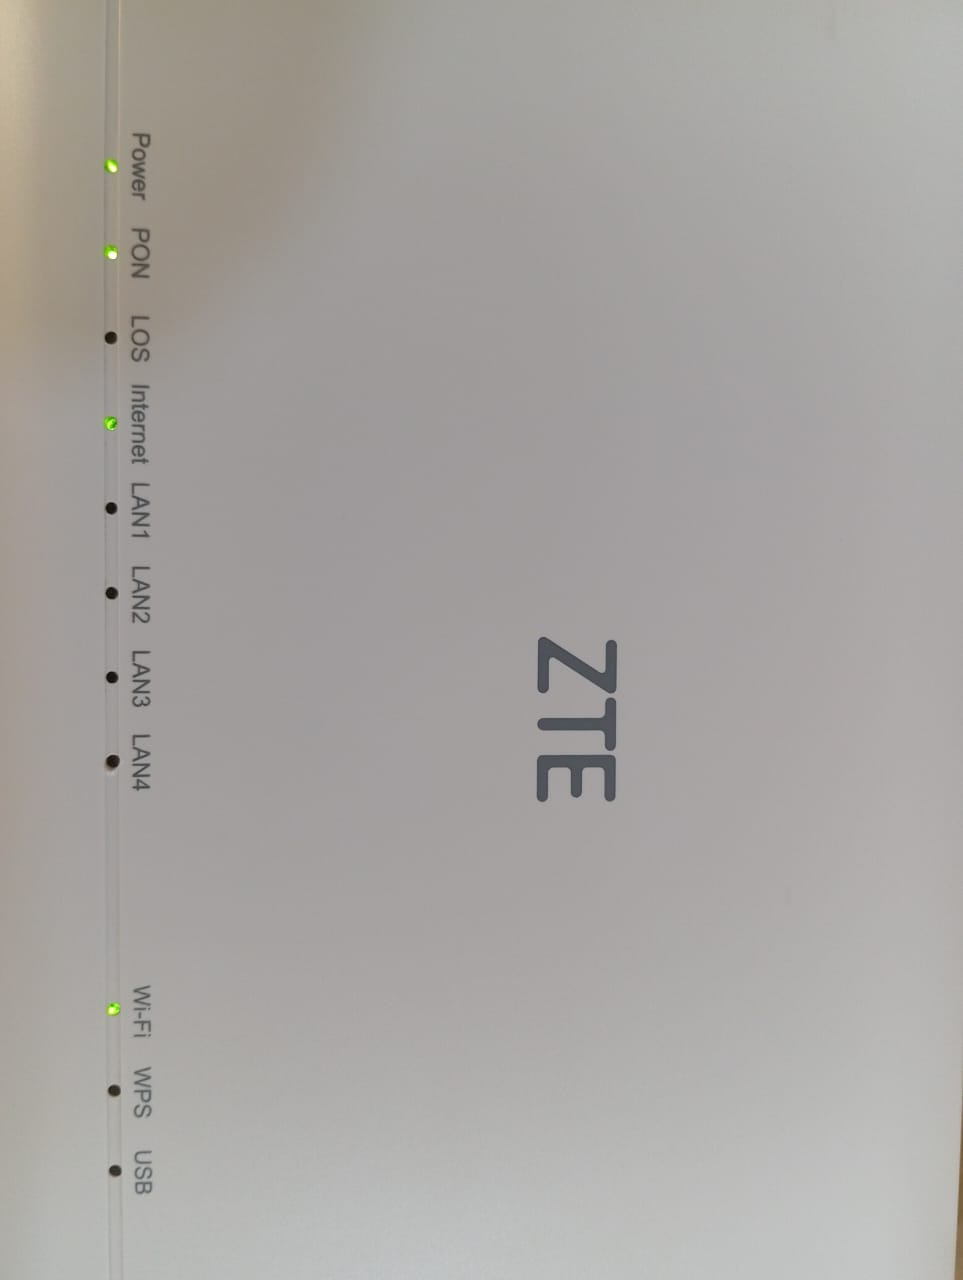 Power PON LOS Internet LAN1 LAN2 LAN3 LAN4 Wi-Fi WPS USB
ZTE